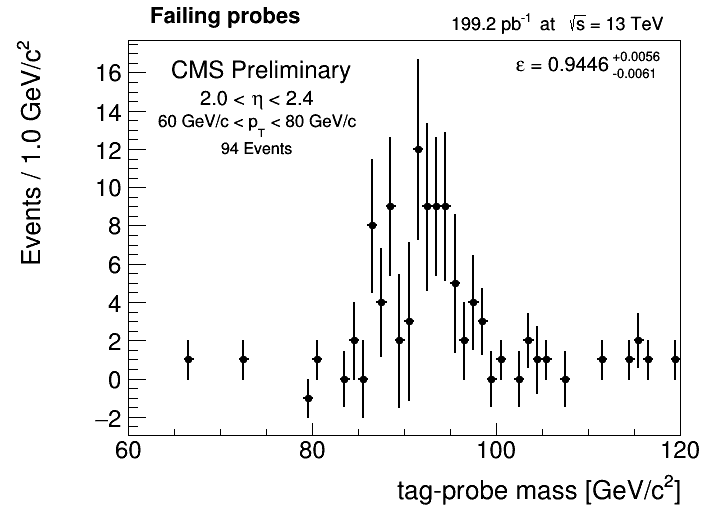 Failing probes
199.2 pb⁻¹ at √s = 13 TeV
CMS Preliminary
2.0 < η < 2.4
60 GeV/c < p_T < 80 GeV/c
94 Events
ε = 0.9446 +0.0056 -0.0061
Events / 1.0 GeV/c²
16
14
12
10
8
6
4
2
0
−2
60 80 100 120
tag-probe mass [GeV/c²]